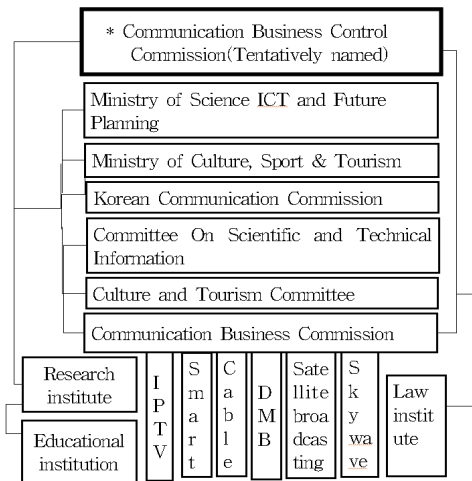 * Communication Business Control
Commission(Tentatively named)
Ministry of Science ICT and Future
Planning
Ministry of Culture, Sport & Tourism
Korean Communication Commission
Committee On Scientific and Technical
Information
Culture and Tourism Committee
Communication Business Commission
Research
institute
Educational
institution
I
P
T
V
S
m
a
r
t
C
a
b
l
e
D
M
B
Sate
llite
broa
dcas
ting
S
k
y
wa
ve
Law
instit
ute